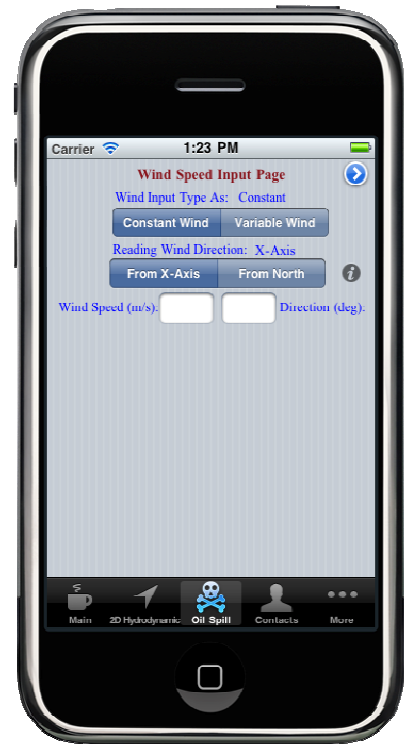 Carrier 1:23 PM
Wind Speed Input Page
Wind Input Type As: Constant
Constant Wind Variable Wind
Reading Wind Direction: X-Axis
From X-Axis From North
Wind Speed (m/s): Direction (deg.):
Main 2D Hydrodynamic Oil Spill Contacts More